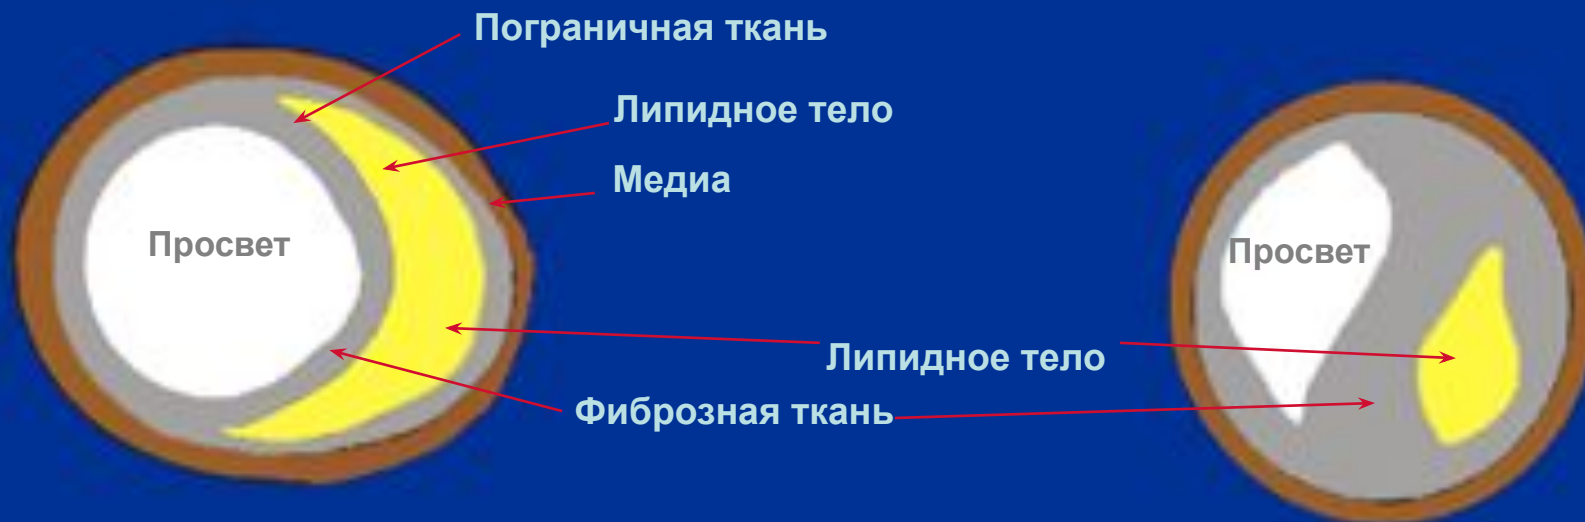 Пограничная ткань
Липидное тело
Медиа
Просвет
Просвет
Липидное тело
Фиброзная ткань